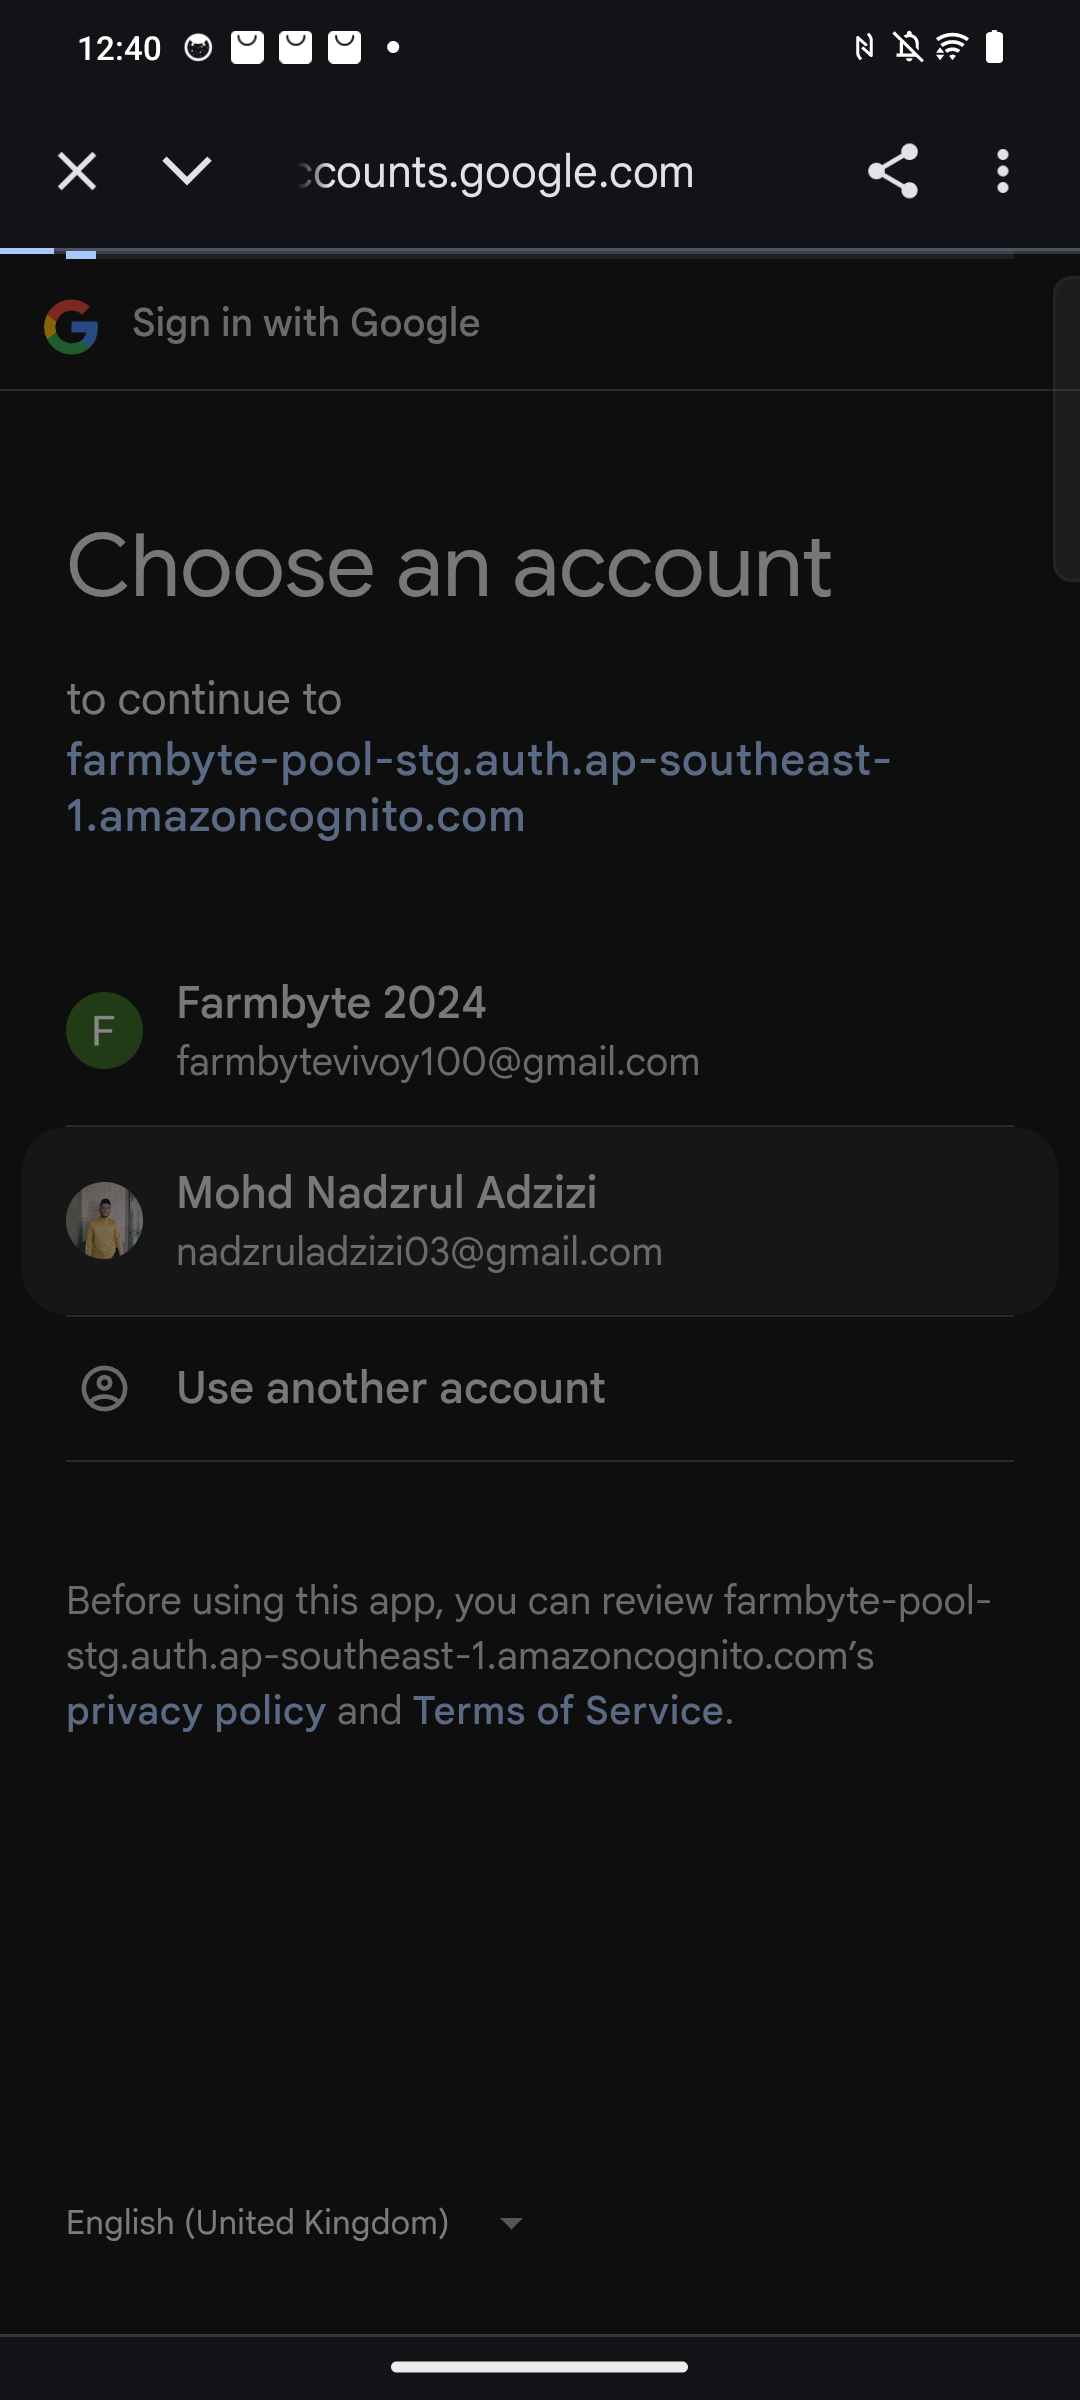 12:40
ccounts.google.com
Sign in with Google
Choose an account
to continue to
farmbyte-pool-stg.auth.ap-southeast-
1.amazoncognito.com
F
Farmbyte 2024
farmbytevivoy100@gmail.com
Mohd Nadzrul Adzizi
nadzruladzizi03@gmail.com
Use another account
Before using this app, you can review farmbyte-pool-
stg.auth.ap-southeast-1.amazoncognito.com’s
privacy policy and Terms of Service.
English (United Kingdom)